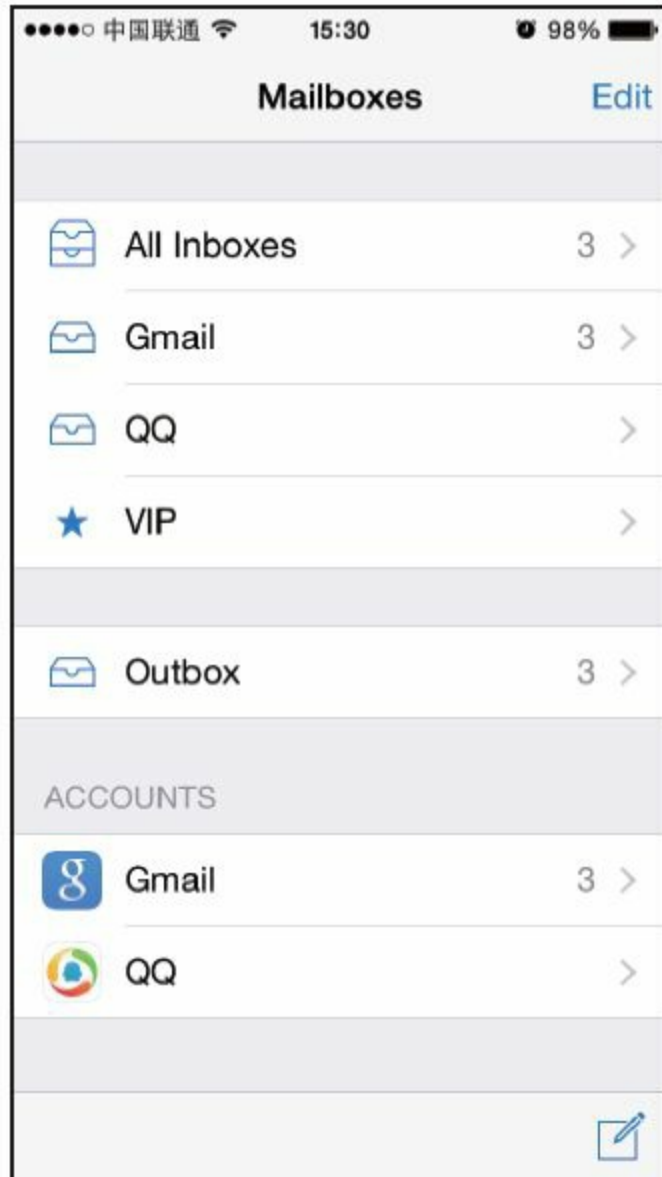 中国联通 15:30 98%
Mailboxes Edit
All Inboxes 3
Gmail 3
QQ
VIP
Outbox 3
ACCOUNTS
g Gmail 3
QQ